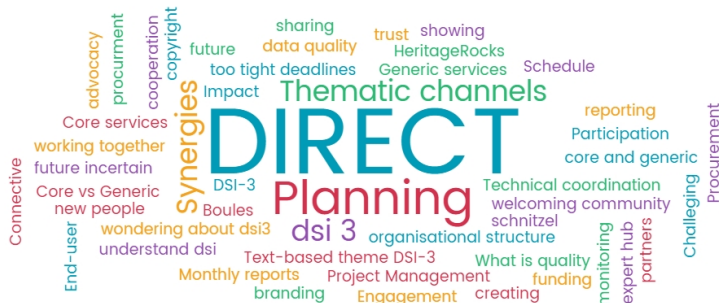 advocacy
procurment
cooperation
copyright
sharing
future
data quality
trust
showing
HeritageRocks
too tight deadlines
Generic services
Schedule
Impact
Thematic channels
Core services
Synergies
DIRECT
reporting
Participation
working together
core and generic
Procurement
future incertain
Connective
DSI-3
Planning
Technical coordination
Core vs Generic
new people
Boules
welcoming community
schnitzel
Challeging
End-user
wondering about dsi3
dsi 3
organisational structure
understand dsi
Text-based theme DSI-3
What is quality
monitoring
expert hub
partners
Monthly reports
Project Management
funding
branding
Engagement
creating